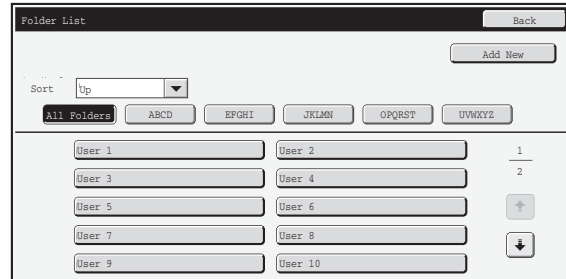 Folder List Back
Add New
Sort Up
All Folders ABCD EFGHI JKLMN OPQRST UVWXYZ
User 1 User 2 1
User 3 User 4 2
User 5 User 6
User 7 User 8
User 9 User 10